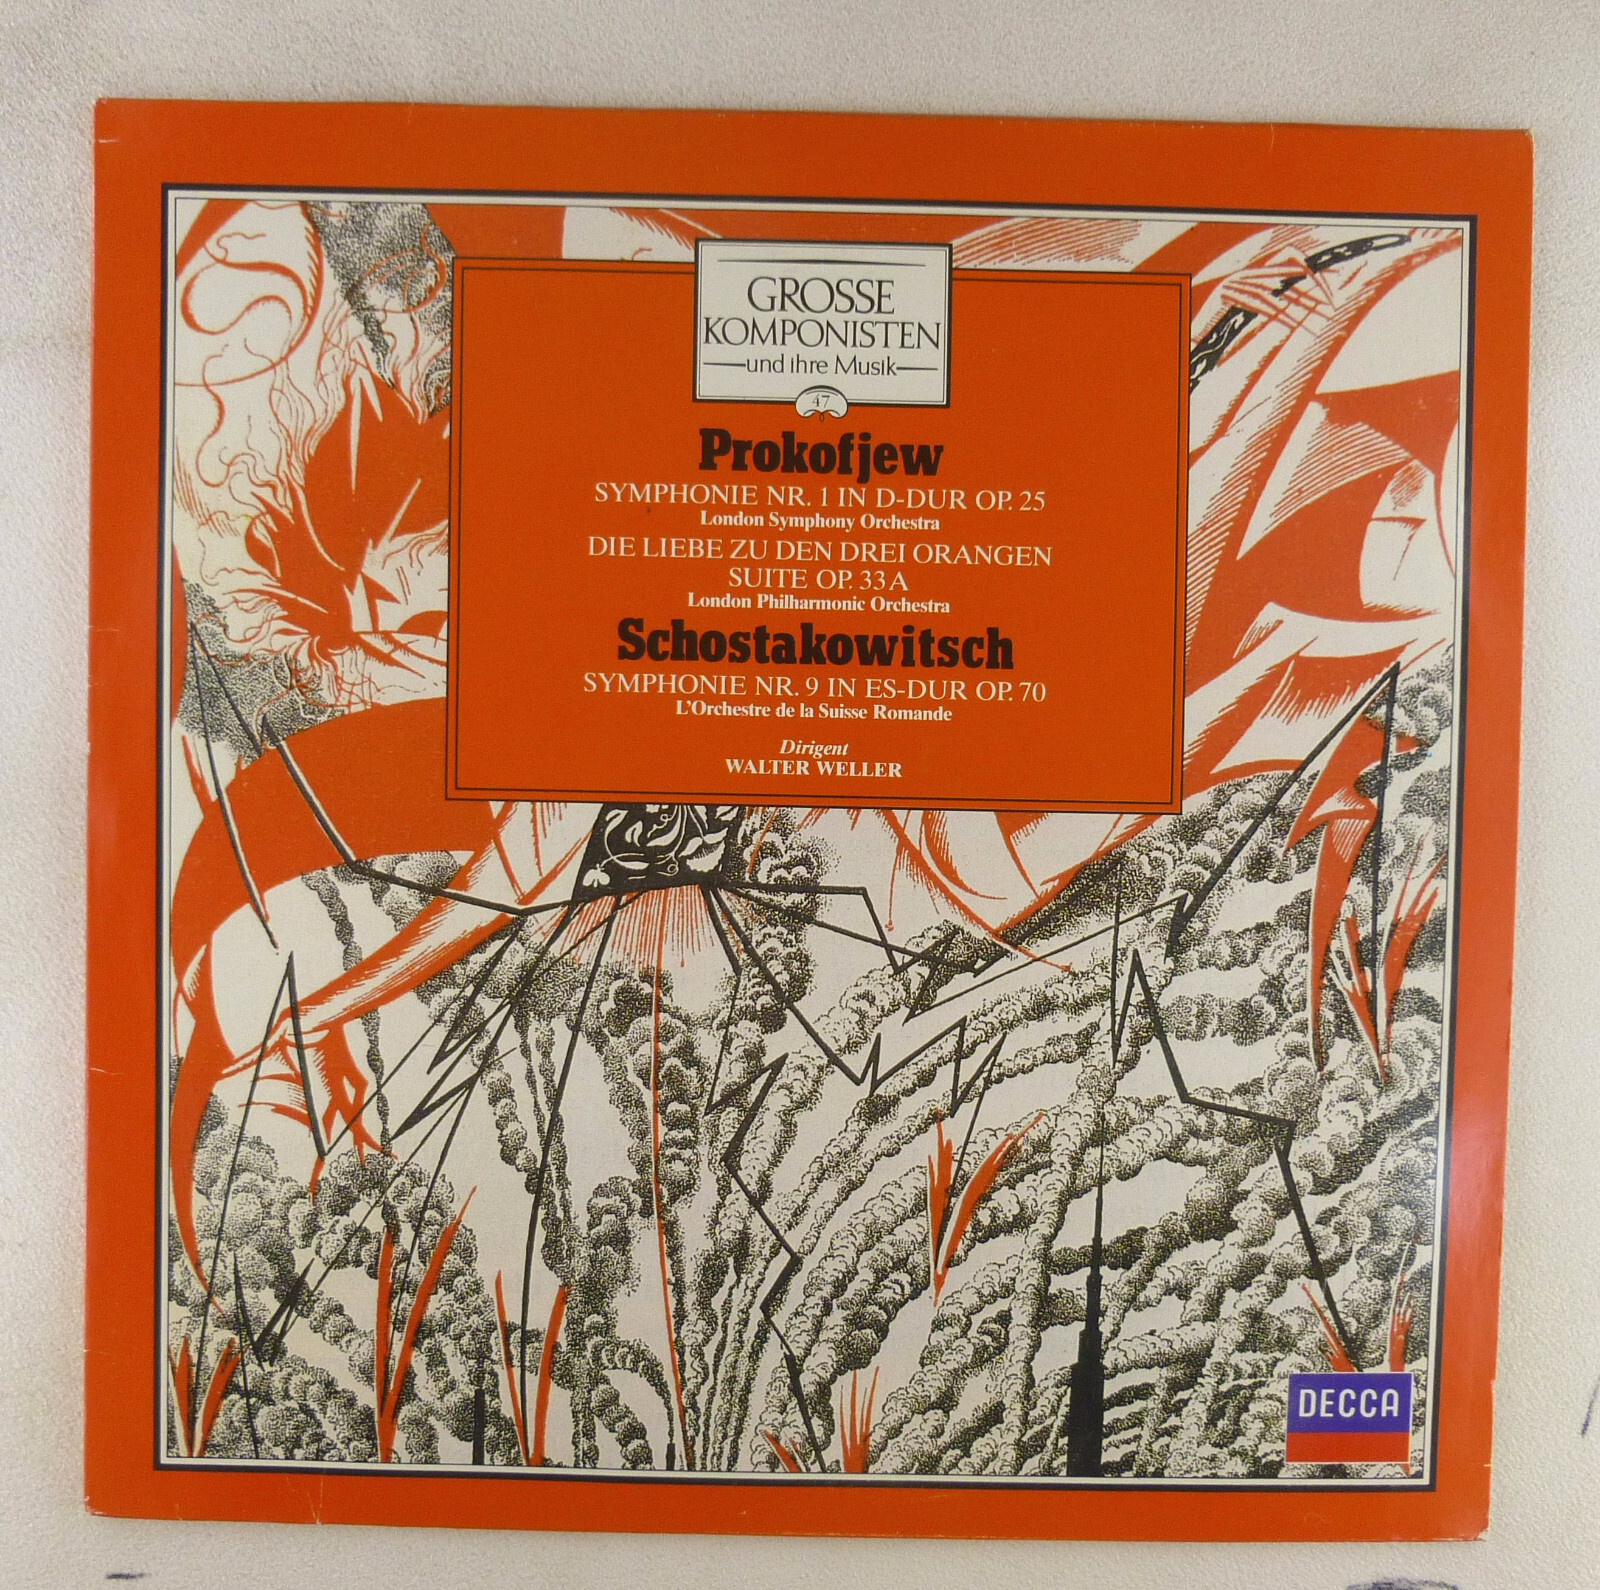 GROSSE
KOMPONISTEN
und ihre Musik
47
Prokofjew
SYMPHONIE NR. 1 IN D-DUR OP. 25
London Symphony Orchestra
DIE LIEBE ZU DEN DREI ORANGEN
SUITE OP. 33A
London Philharmonic Orchestra
Schostakowitsch
SYMPHONIE NR. 9 IN ES-DUR OP. 70
L'Orchestre de la Suisse Romande
Dirigent
WALTER WELLER
DECCA